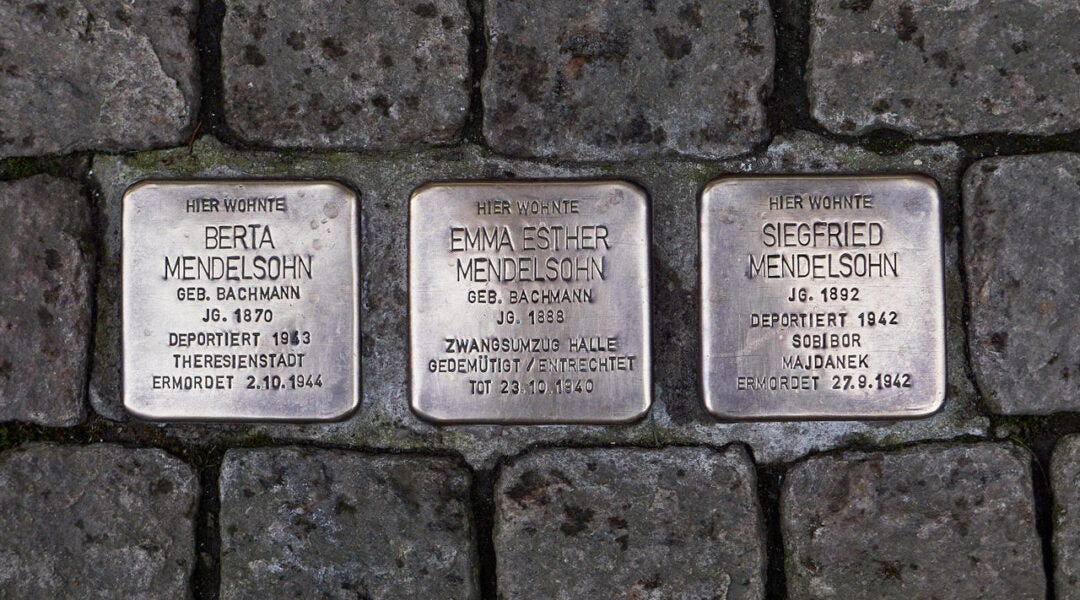 HIER WOHNTE
BERTA
MENDELSOHN
GEB. BACHMANN
JG. 1870
DEPORTIERT 1943
THERESIENSTADT
ERMORDET 2.10.1944
HIER WOHNTE
EMMA ESTHER
MENDELSOHN
GEB. BACHMANN
JG. 1888
ZWANGSUMZUG HALLE
GEDEMÜTIGT / ENTRECHTET
TOT 23.10.1940
HIER WOHNTE
SIEGFRIED
MENDELSOHN
JG. 1892
DEPORTIERT 1942
SOBIBOR
MAJDANEK
ERMORDET 27.9.1942